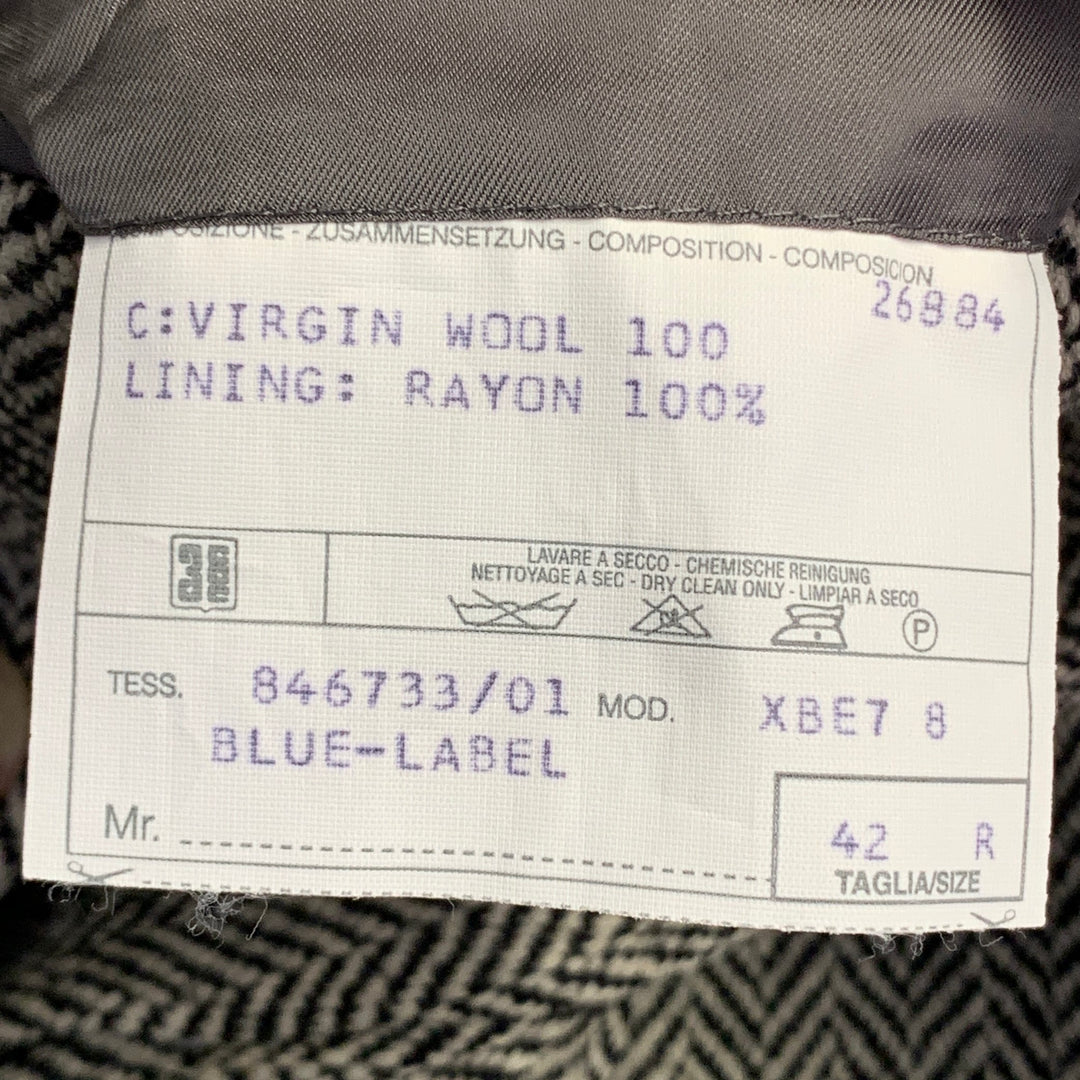 COMPOSIZIONE - ZUSAMMENSETZUNG - COMPOSITION - COMPOSICION
26884
C:VIRGIN WOOL 100
LINING: RAYON 100%
LAVARE A SECCO - CHEMISCHE REINIGUNG
NETTOYAGE A SEC - DRY CLEAN ONLY - LIMPIAR A SECO
P
TESS. 846733/01 MOD. XBE7 8
BLUE-LABEL
Mr.
42 R
TAGLIA/SIZE